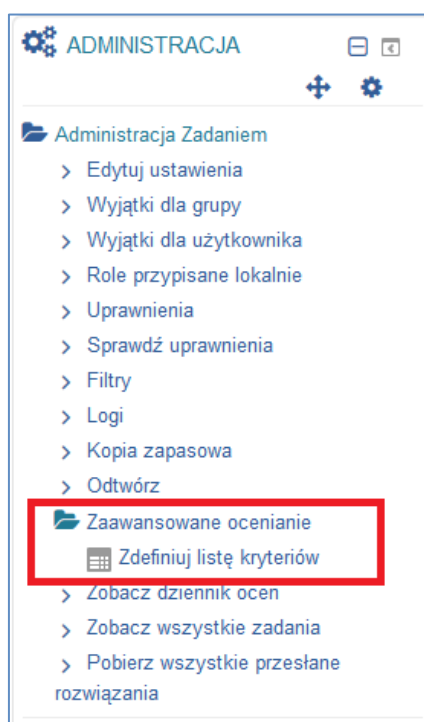 ADMINISTRACJA
Administracja Zadaniem
Edytuj ustawienia
Wyjątki dla grupy
Wyjątki dla użytkownika
Role przypisane lokalnie
Uprawnienia
Sprawdź uprawnienia
Filtry
Logi
Kopia zapasowa
Odtwórz
Zaawansowane ocenianie
Zdefiniuj listę kryteriów
Zobacz dziennik ocen
Zobacz wszystkie zadania
Pobierz wszystkie przesłane
rozwiązania